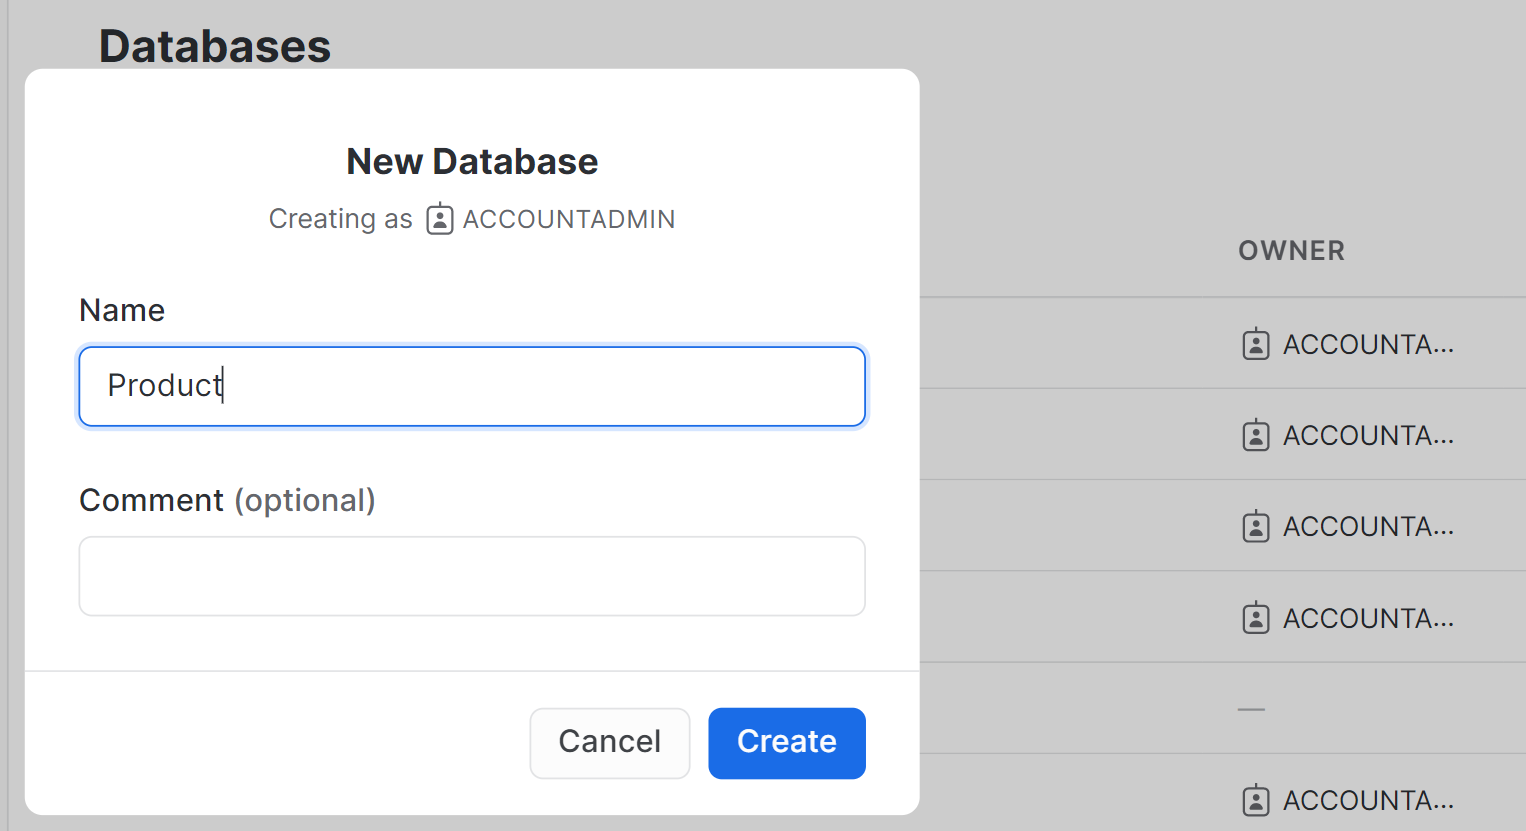 Databases
New Database
Creating as ACCOUNTADMIN
Name
Product
Comment (optional)
Cancel
Create
OWNER
ACCOUNTA...
ACCOUNTA...
ACCOUNTA...
ACCOUNTA...
—
ACCOUNTA...